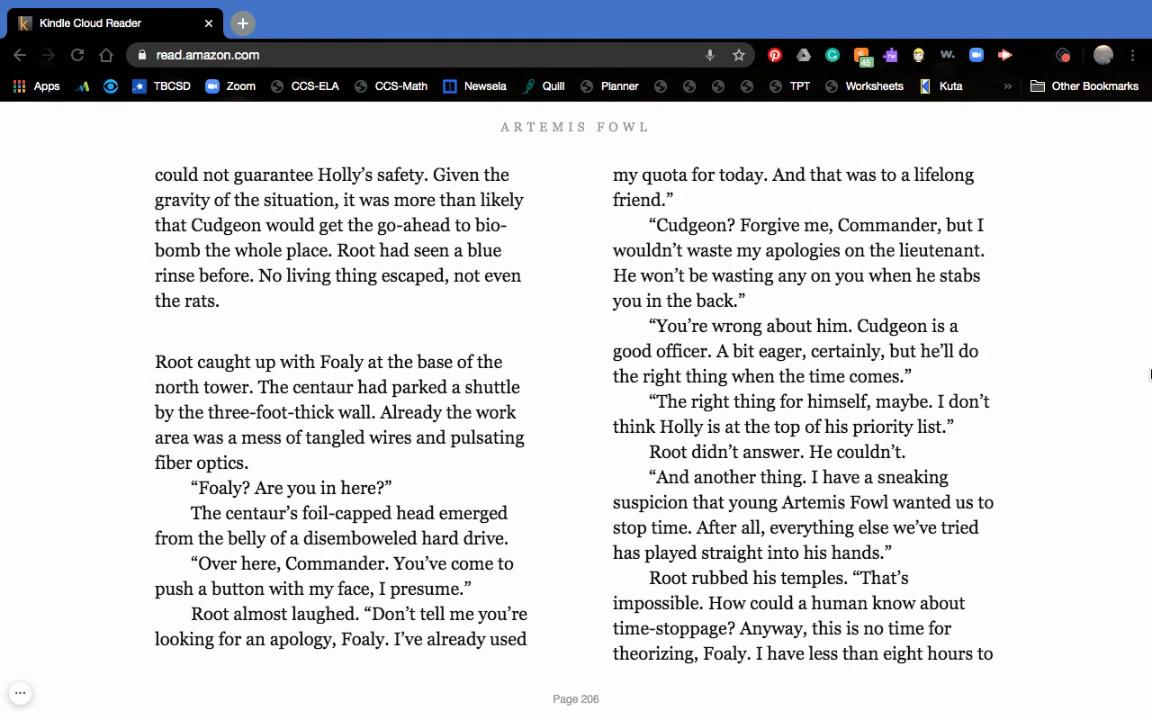 Kindle Cloud Reader
read.amazon.com
45
w.
Apps
TBCSD
Zoom
CCS-ELA
CCS-Math
Newsela
Quill
Planner
TPT
Worksheets
Kuta
»
Other Bookmarks
ARTEMIS FOWL
could not guarantee Holly’s safety. Given the
gravity of the situation, it was more than likely
that Cudgeon would get the go-ahead to bio-
bomb the whole place. Root had seen a blue
rinse before. No living thing escaped, not even
the rats.
Root caught up with Foaly at the base of the
north tower. The centaur had parked a shuttle
by the three-foot-thick wall. Already the work
area was a mess of tangled wires and pulsating
fiber optics.
“Foaly? Are you in here?”
The centaur’s foil-capped head emerged
from the belly of a disemboweled hard drive.
“Over here, Commander. You’ve come to
push a button with my face, I presume.”
Root almost laughed. “Don’t tell me you’re
looking for an apology, Foaly. I’ve already used
my quota for today. And that was to a lifelong
friend.”
“Cudgeon? Forgive me, Commander, but I
wouldn’t waste my apologies on the lieutenant.
He won’t be wasting any on you when he stabs
you in the back.”
“You’re wrong about him. Cudgeon is a
good officer. A bit eager, certainly, but he’ll do
the right thing when the time comes.”
“The right thing for himself, maybe. I don’t
think Holly is at the top of his priority list.”
Root didn’t answer. He couldn’t.
“And another thing. I have a sneaking
suspicion that young Artemis Fowl wanted us to
stop time. After all, everything else we’ve tried
has played straight into his hands.”
Root rubbed his temples. “That’s
impossible. How could a human know about
time-stoppage? Anyway, this is no time for
theorizing, Foaly. I have less than eight hours to
Page 206